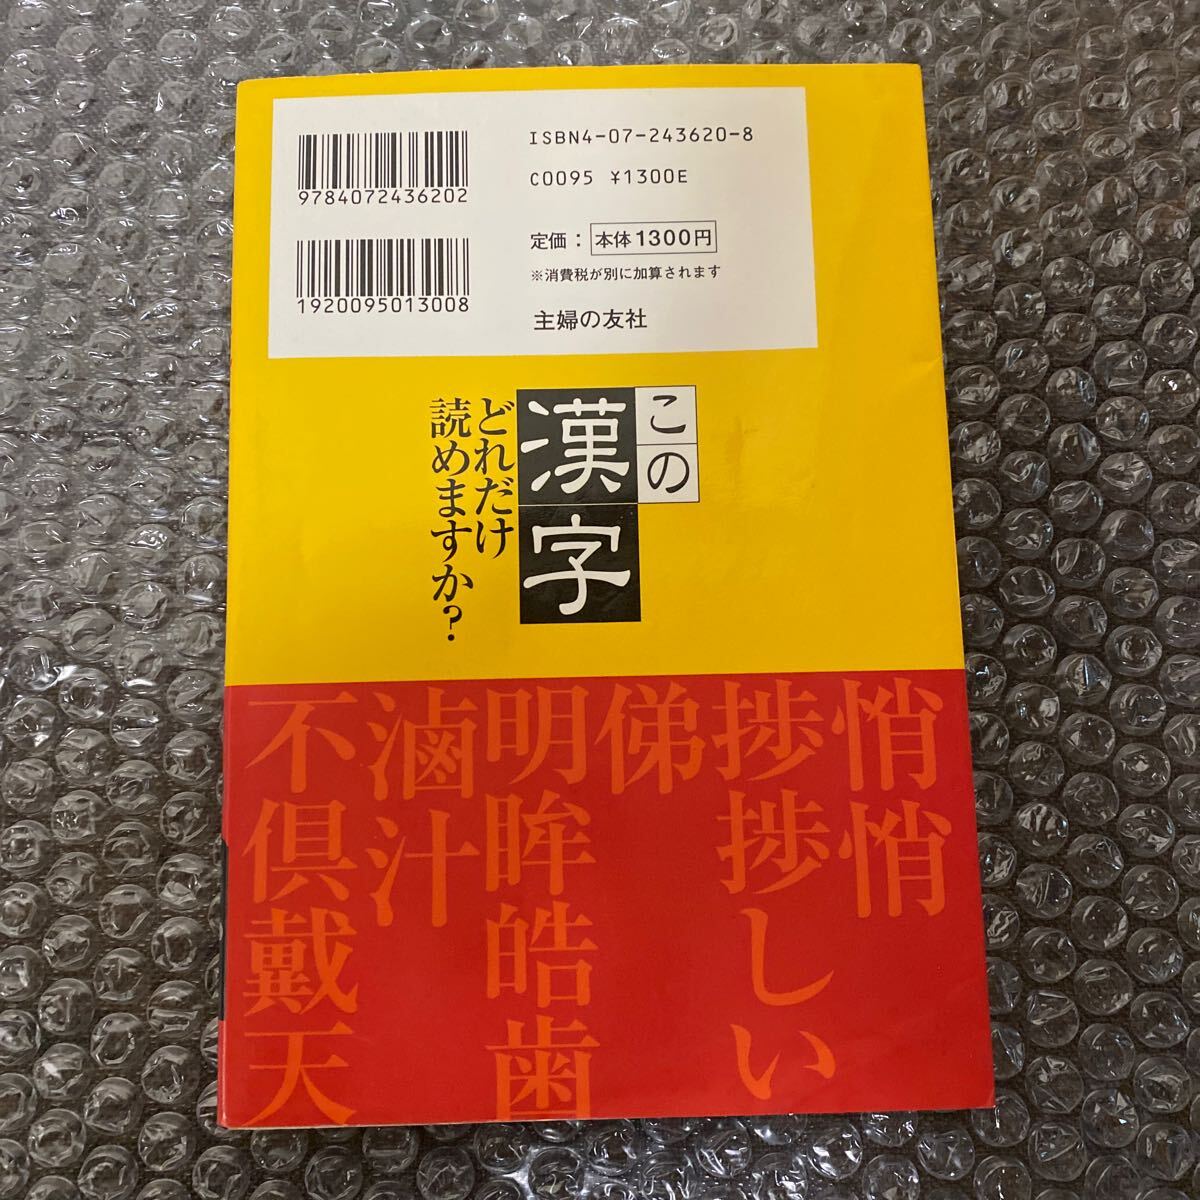 9784072436202
1920095013008
ISBN4-07-243620-8
C0095 ¥1300E
定価：本体1300円
※消費税が別に加算されます
主婦の友社
この
漢字
どれだけ
読めますか?
悄悄
捗捗しい
俤
明眸皓歯
滷汁
不倶戴天